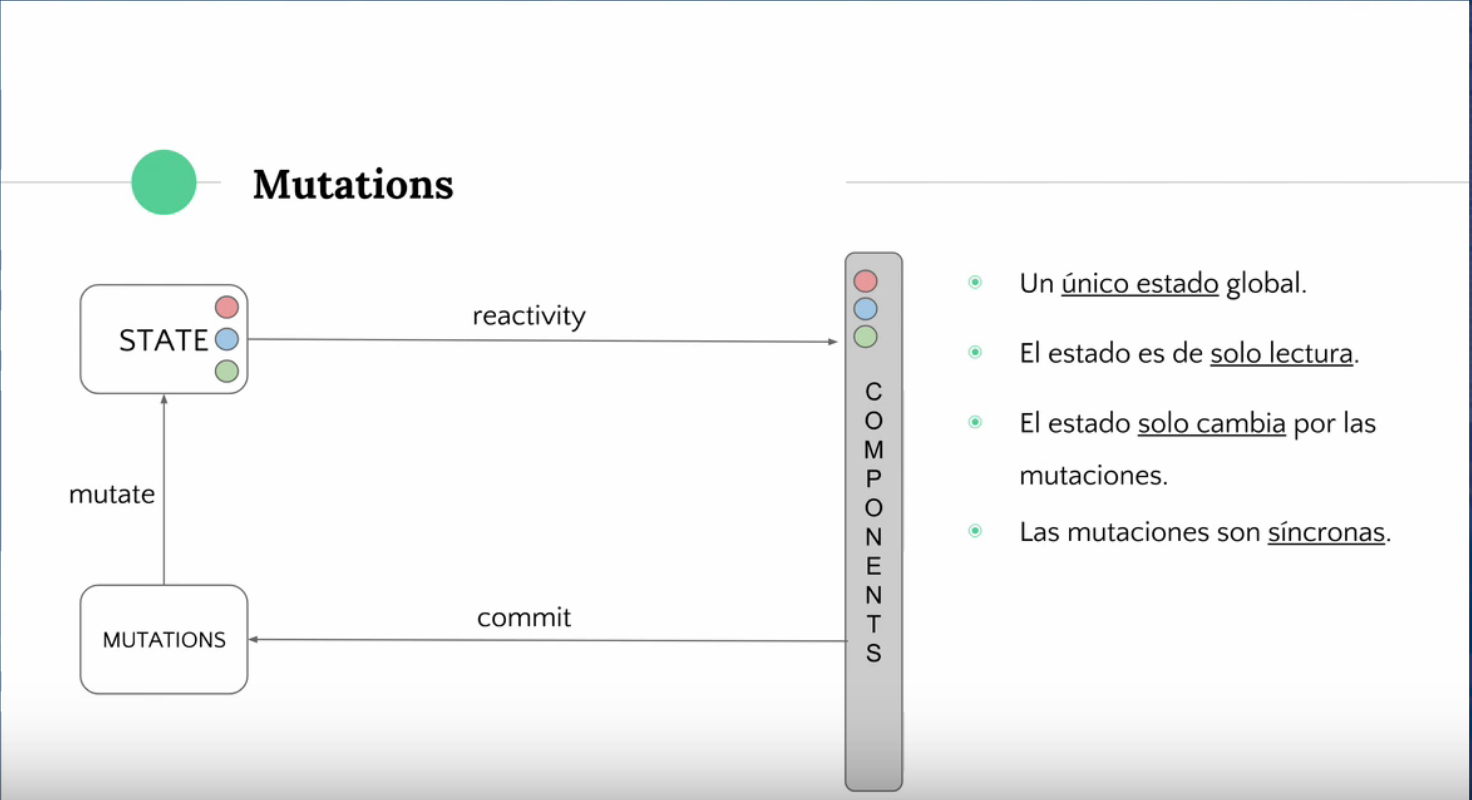 Mutations
STATE
reactivity
mutate
MUTATIONS
commit
COMPONENTS
Un único estado global.
El estado es de solo lectura.
El estado solo cambia por las
mutaciones.
Las mutaciones son síncronas.